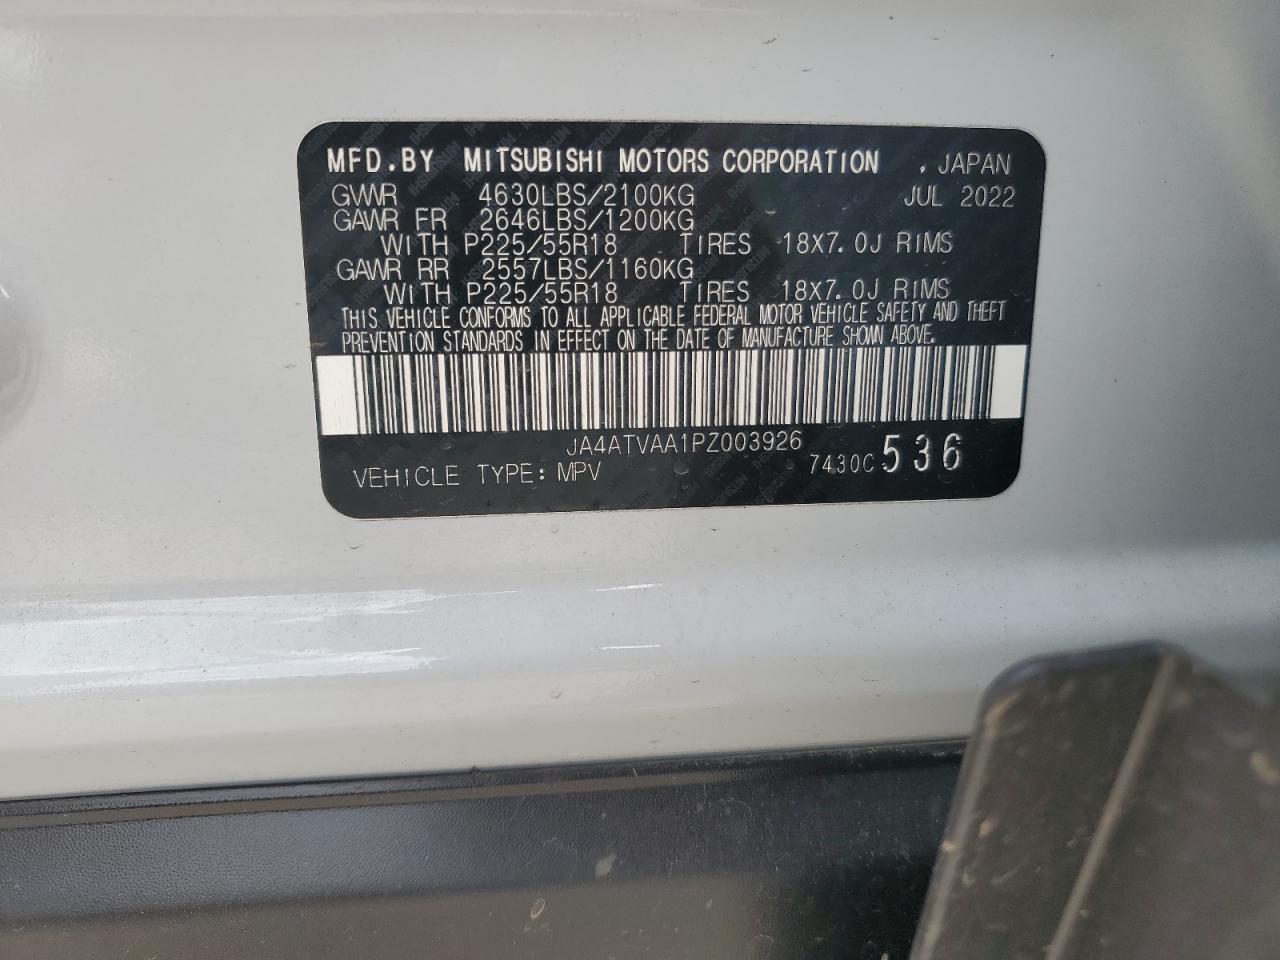 MFD.BY MITSUBISHI MOTORS CORPORATION . JAPAN
GVWR 4630LBS/2100KG JUL 2022
GAWR FR 2646LBS/1200KG
WITH P225/55R18 TIRES 18X7.0J RIMS
GAWR RR 2557LBS/1160KG
WITH P225/55R18 TIRES 18X7.0J RIMS
THIS VEHICLE CONFORMS TO ALL APPLICABLE FEDERAL MOTOR VEHICLE SAFETY AND THEFT
PREVENTION STANDARDS IN EFFECT ON THE DATE OF MANUFACTURE SHOWN ABOVE.
JA4ATVAA1PZ003926
VEHICLE TYPE: MPV 7430C 536